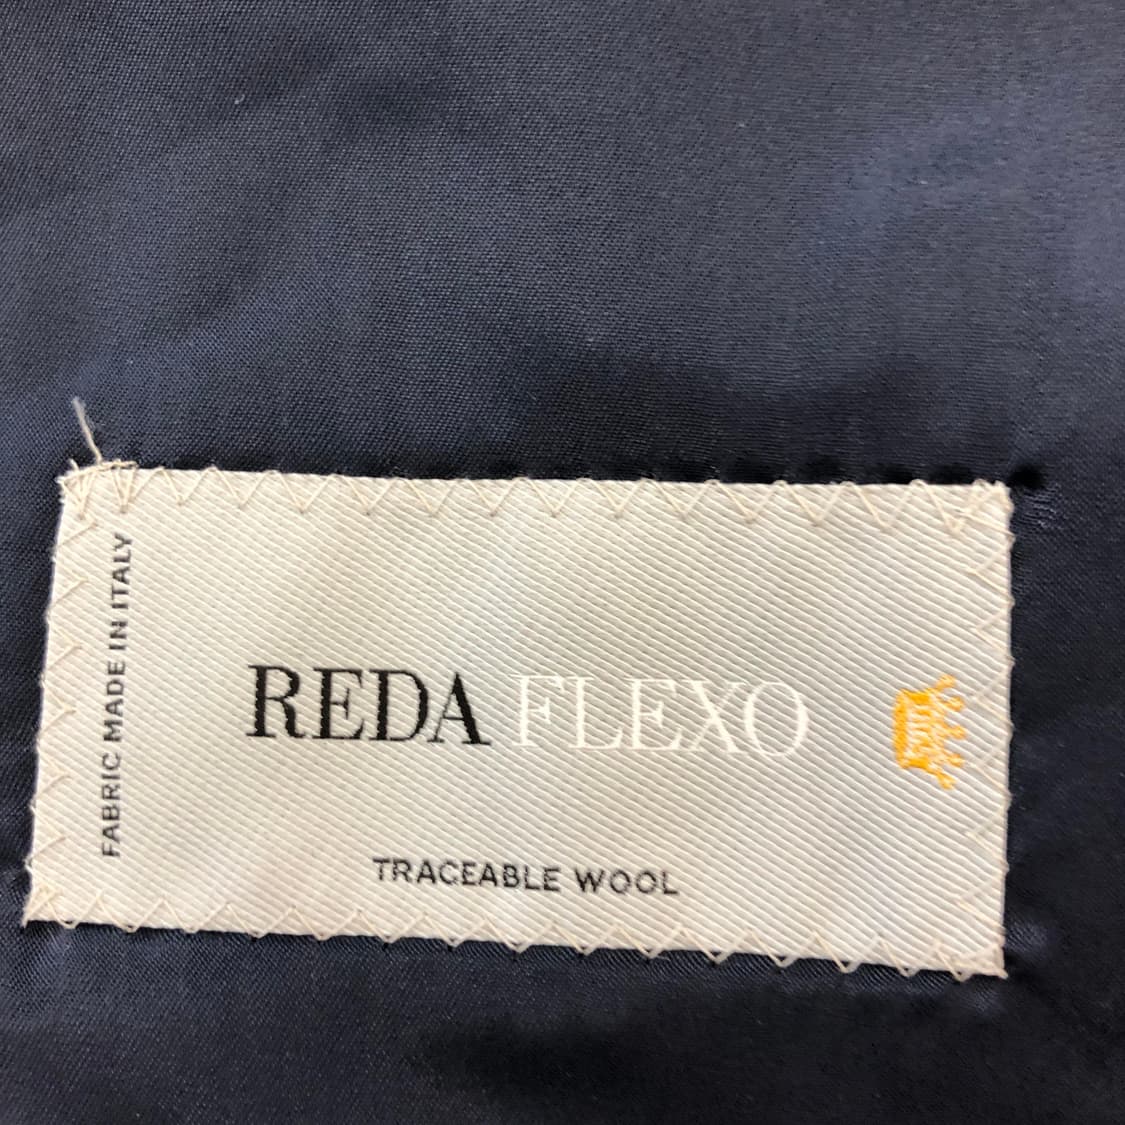 FABRIC MADE IN ITALY
REDA FLEXO
TRACEABLE WOOL